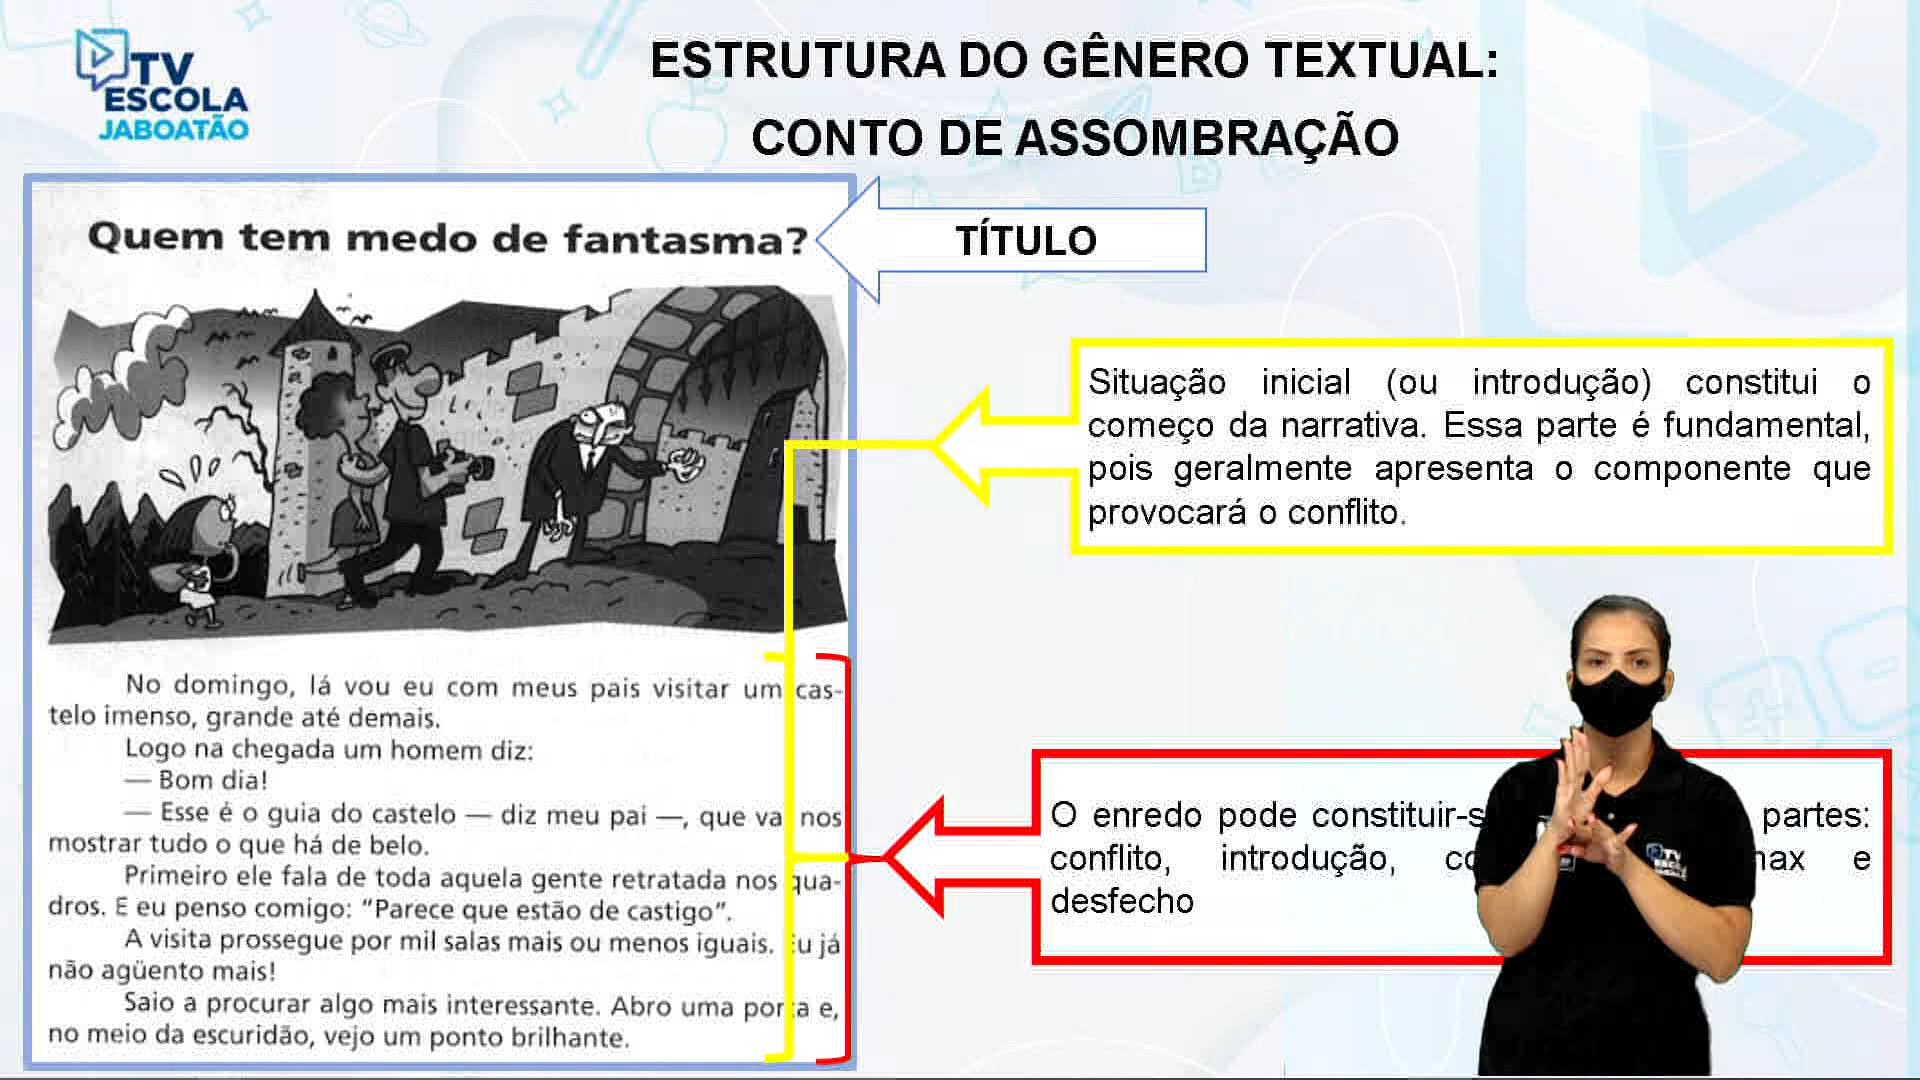 TV
ESCOLA
JABOATÃO
ESTRUTURA DO GÊNERO TEXTUAL:
CONTO DE ASSOMBRAÇÃO
Quem tem medo de fantasma?
TÍTULO
Situação inicial (ou introdução) constitui o
começo da narrativa. Essa parte é fundamental,
pois geralmente apresenta o componente que
provocará o conflito.
No domingo, lá vou eu com meus pais visitar um cas-
telo imenso, grande até demais.
Logo na chegada um homem diz:
— Bom dia!
— Esse é o guia do castelo — diz meu pai —, que va nos
mostrar tudo o que há de belo.
Primeiro ele fala de toda aquela gente retratada nos qua-
dros. E eu penso comigo: “Parece que estão de castigo”.
A visita prossegue por mil salas mais ou menos iguais. Eu já
não agüento mais!
Saio a procurar algo mais interessante. Abro uma porta e,
no meio da escuridão, vejo um ponto brilhante.
O enredo pode constituir-s partes:
conflito, introdução, e
desfecho
TV
ESCOLA